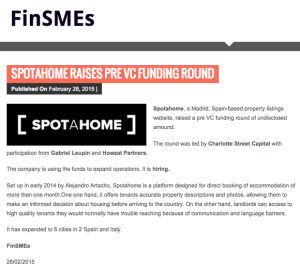 FinSMEs
SPOTAHOME RAISES PRE VC FUNDING ROUND
Published On February 28, 2015 |
[ SPOTAHOME ]
Spotahome, a Madrid, Spain-based property listings
website, raised a pre VC funding round of undisclosed
amound.
The round was led by Charlotte Street Capital with
participation from Gabriel Laupin and Howzat Partners.
The company is using the funds to expand operations. It is hiring.
Set up in early 2014 by Alejandro Artacho, Spotahome is a platform designed for direct booking of accomodation of
more than one month.One one hand, it offers tenants accurate property descriptions and photos, allowing them to
make an informed decision about housing before arriving to the country. On the other hand, landlords can access to
high quality tenants they would normally have trouble reaching because of communication and language barriers.
It has expended to 6 cities in 2 Spain and Italy.
FinSMEs
28/02/2015